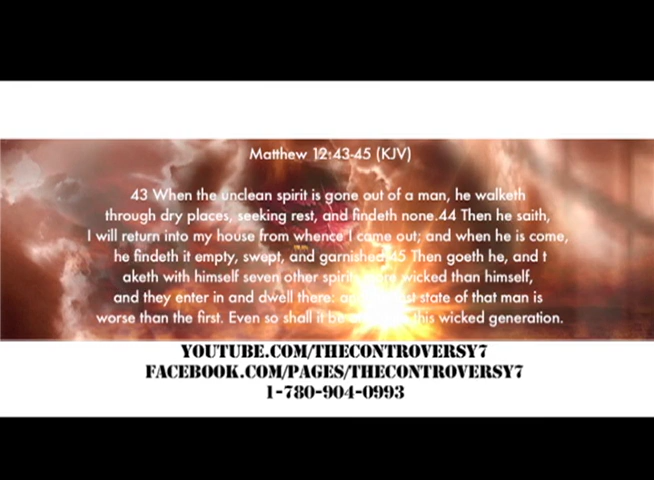 Matthew 12:43-45 (KJV)
43 When the unclean spirit is gone out of a man, he walketh
through dry places, seeking rest, and findeth none.44 Then he saith,
I will return into my house from whence I came out; and when he is come,
he findeth it empty, swept, and garnished.45 Then goeth he, and t
aketh with himself seven other spirits more wicked than himself,
and they enter in and dwell there: and st state of that man is
worse than the first. Even so shall it be this wicked generation.
YOUTUBE.COM/THECONTROVERSY7
FACEBOOK.COM/PAGES/THECONTROVERSY7
1-780-904-0993